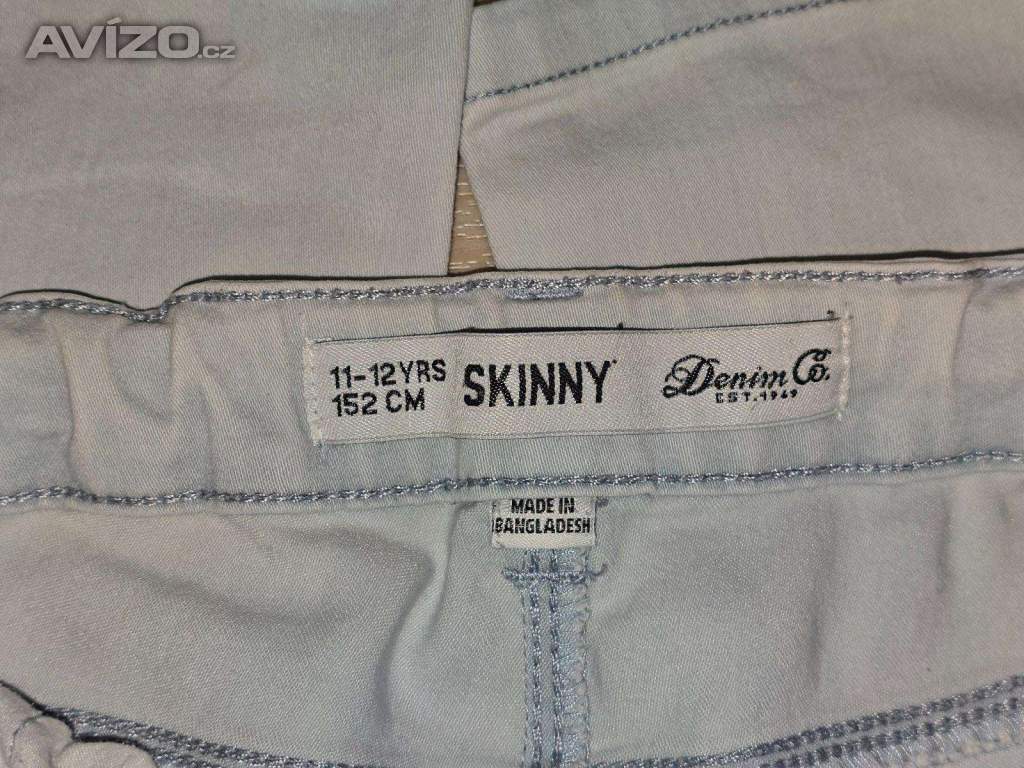 AVÍZO.cz
11-12YRS
152 CM
SKINNY
Denim Co.
EST. 1969
MADE IN
BANGLADESH